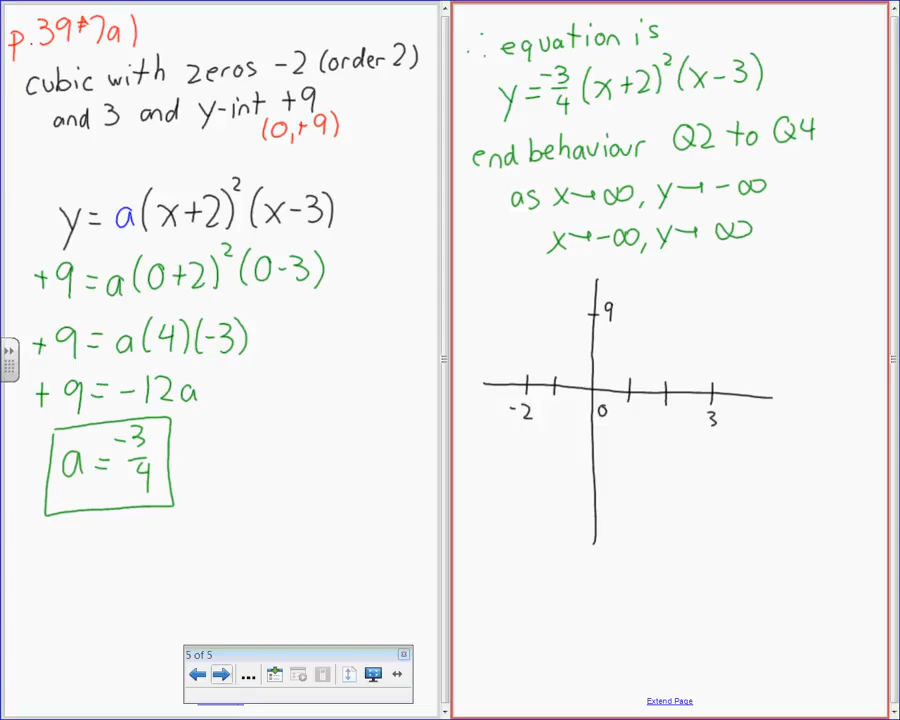 p.39#7a)
cubic with zeros -2 (order 2)
and 3 and y-int +9
(0,+9)
y=a(x+2)²(x-3)
+9=a(0+2)²(0-3)
+9=a(4)(-3)
+9=-12a
a=-3/4
∴ equation is
y=-3/4(x+2)²(x-3)
end behaviour Q2 to Q4
as x→∞, y→-∞
x→-∞, y→∞
9
-2 0 3
5 of 5
...
Extend Page